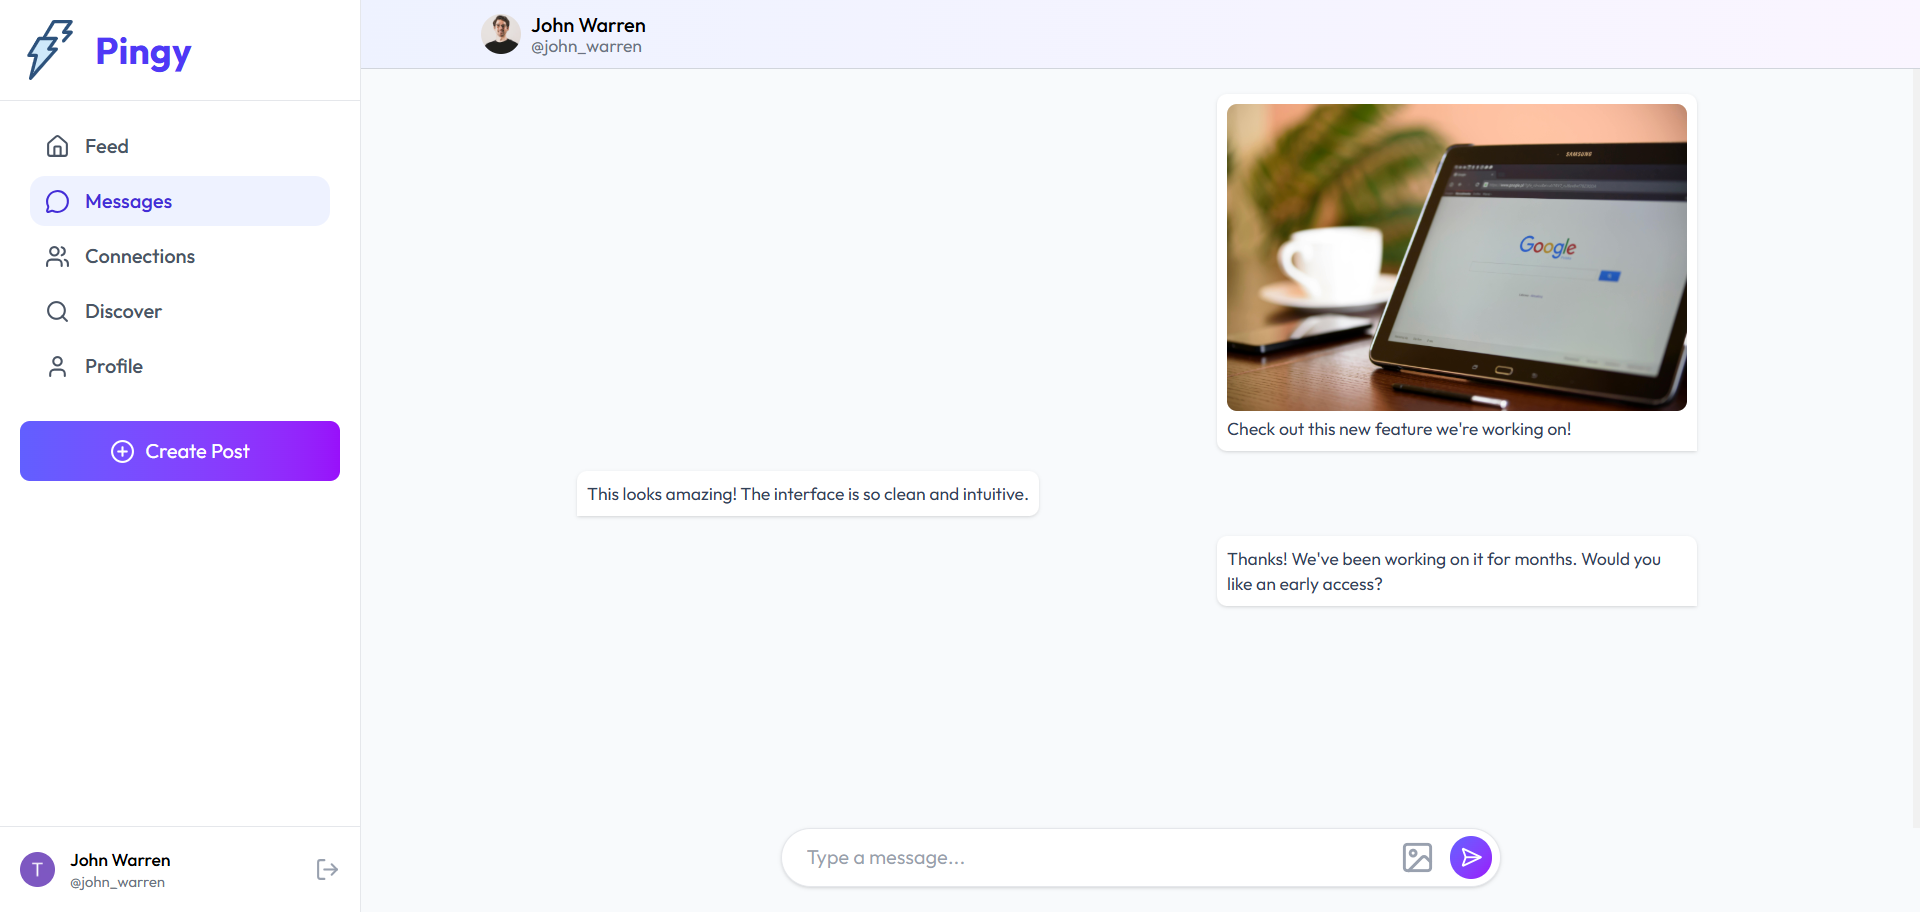 Pingy
Feed
Messages
Connections
Discover
Profile
Create Post
T
John Warren
@john_warren
John Warren
@john_warren
SAMSUNG
Google
Check out this new feature we're working on!
This looks amazing! The interface is so clean and intuitive.
Thanks! We've been working on it for months. Would you
like an early access?
Type a message...